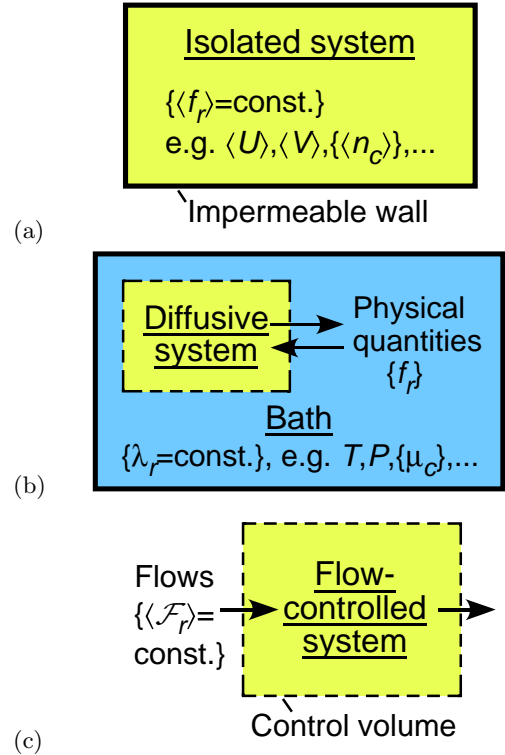 Isolated system
{⟨f_r⟩=const.}
e.g. ⟨U⟩,⟨V⟩,{⟨n_c⟩},...
Impermeable wall
(a)
Diffusive
system
Physical
quantities
{f_r}
Bath
{λ_r=const.}, e.g. T,P,{μ_c},...
(b)
Flows
{⟨ℱ_r⟩=
const.}
Flow-
controlled
system
Control volume
(c)